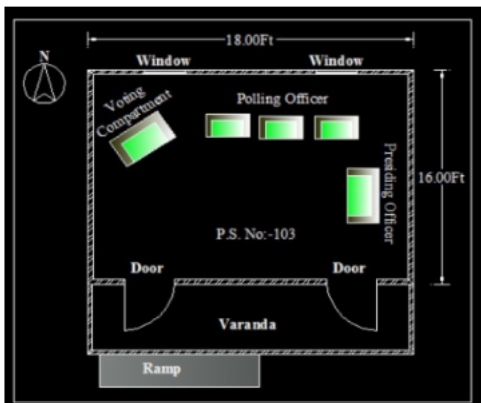 18.00Ft
N
Window
Window
Voting
Compartment
Polling Officer
Presiding Officer
16.00Ft
P.S. No:-103
Door
Door
Varanda
Ramp